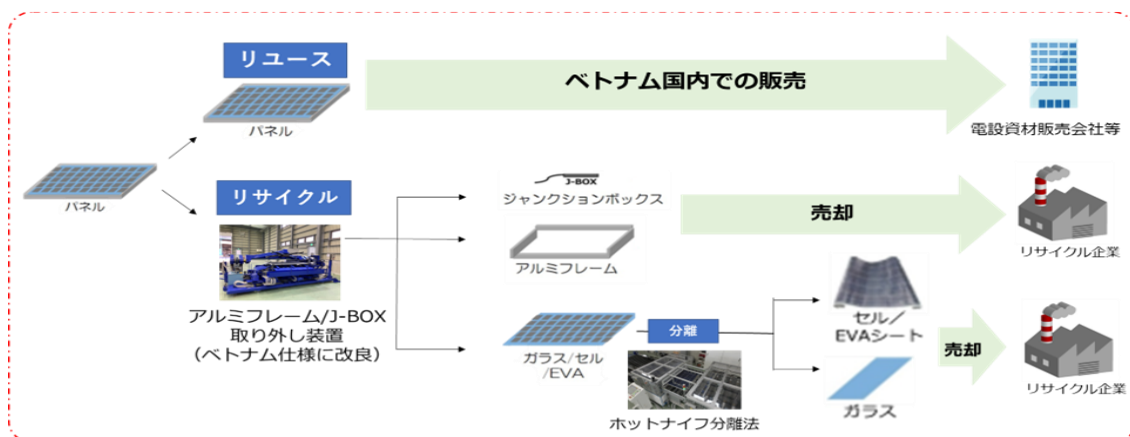 リユース
パネル
ベトナム国内での販売
電設資材販売会社等
パネル
リサイクル
アルミフレーム/J-BOX
取り外し装置
（ベトナム仕様に改良）
J-BOX
ジャンクションボックス
アルミフレーム
売却
リサイクル企業
ガラス/セル
/EVA
分離
ホットナイフ分離法
セル／
EVAシート
ガラス
売却
リサイクル企業